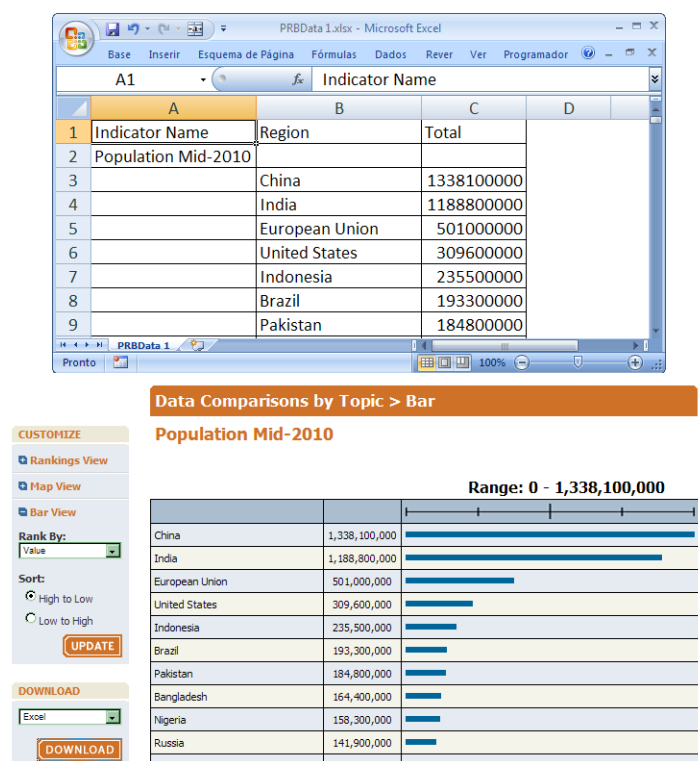 PRBData 1.xlsx - Microsoft Excel
Base Inserir Esquema de Página Fórmulas Dados Rever Ver Programador
A1 fx Indicator Name
A B C D
1 Indicator Name Region Total
2 Population Mid-2010
3 China 1338100000
4 India 1188800000
5 European Union 501000000
6 United States 309600000
7 Indonesia 235500000
8 Brazil 193300000
9 Pakistan 184800000
PRBData 1
Pronto 100%
Data Comparisons by Topic > Bar
CUSTOMIZE
Rankings View
Map View
Bar View
Rank By:
Value
Sort:
High to Low
Low to High
UPDATE
DOWNLOAD
Excel
DOWNLOAD
Population Mid-2010
Range: 0 - 1,338,100,000
China 1,338,100,000
India 1,188,800,000
European Union 501,000,000
United States 309,600,000
Indonesia 235,500,000
Brazil 193,300,000
Pakistan 184,800,000
Bangladesh 164,400,000
Nigeria 158,300,000
Russia 141,900,000